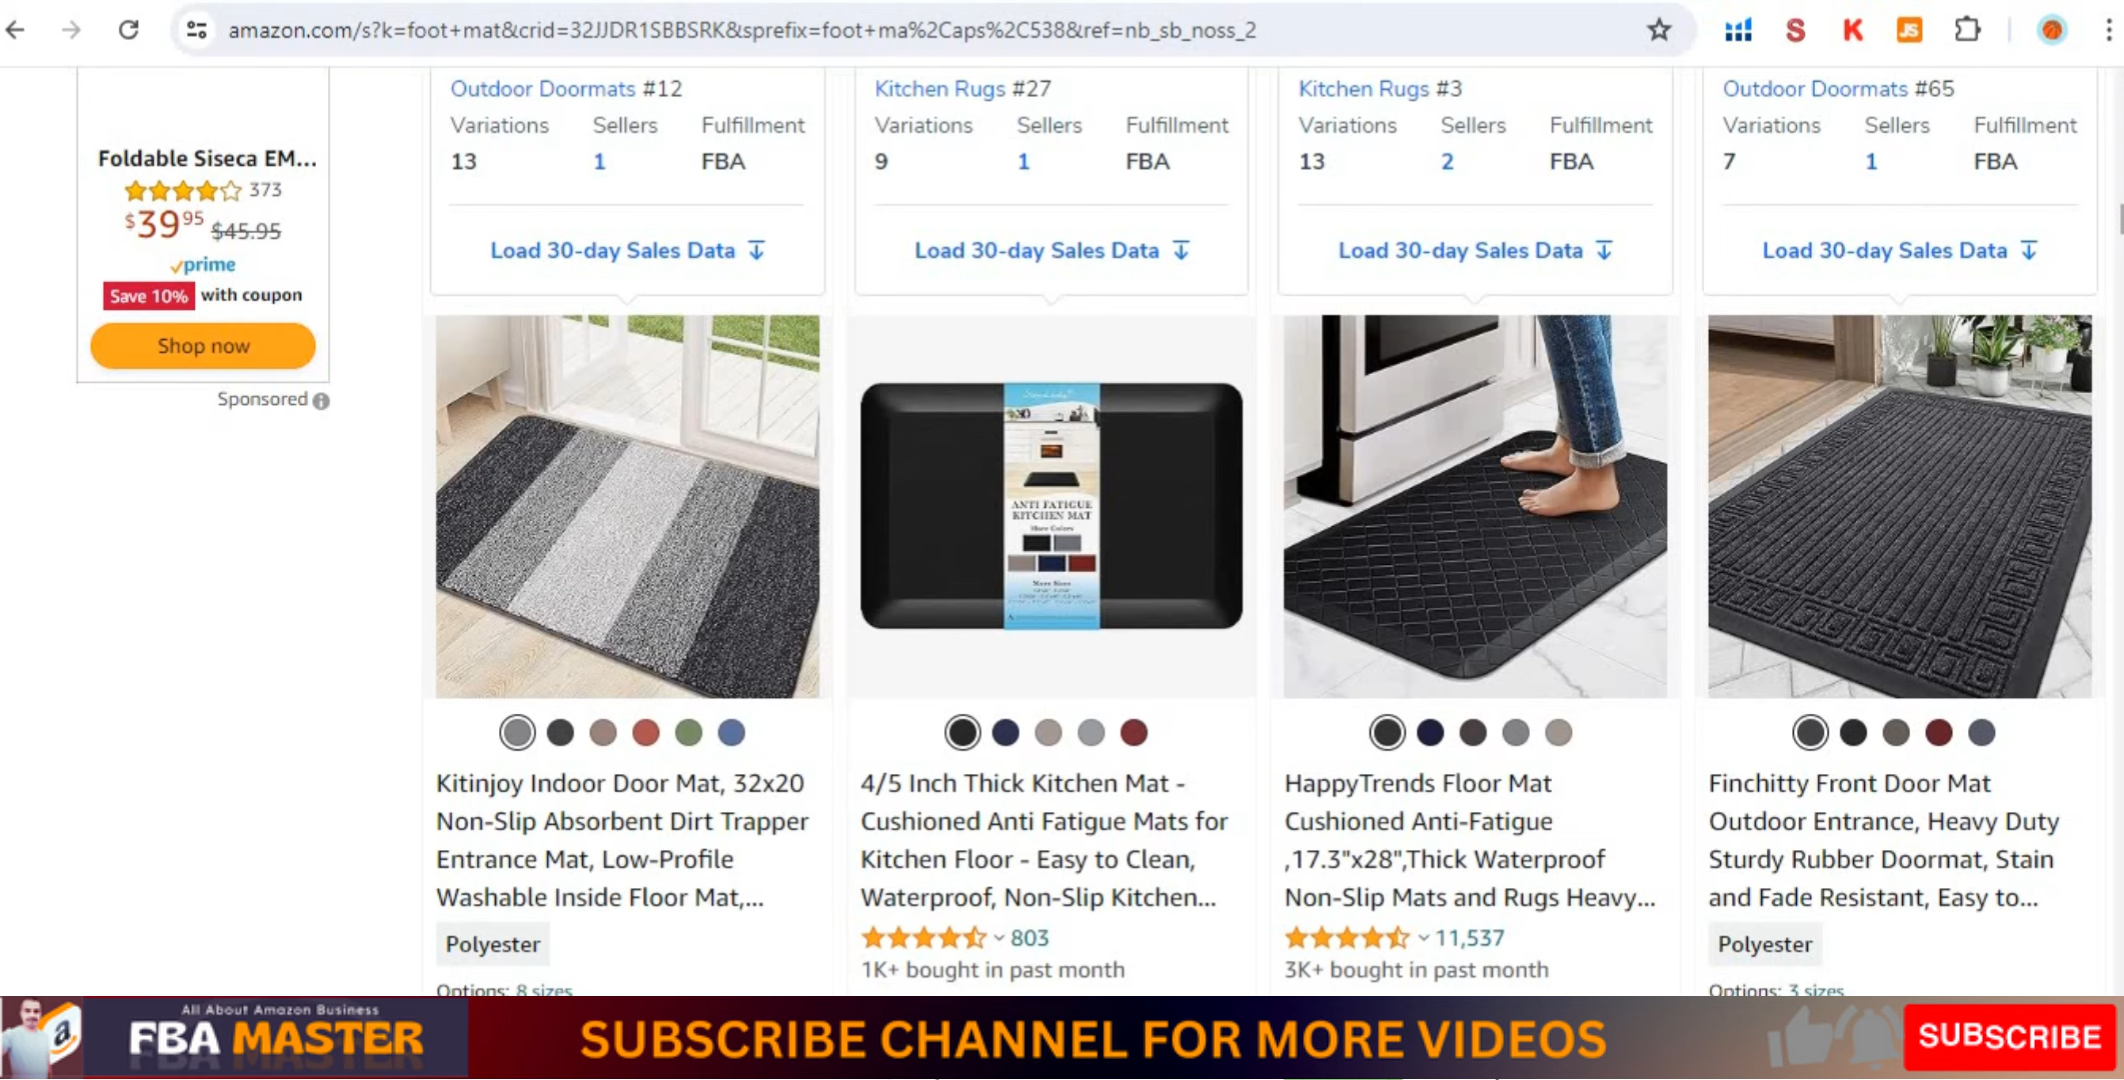 amazon.com/s?k=foot+mat&crid=32JJDR1SBBSRK&sprefix=foot+ma%2Caps%2C538&ref=nb_sb_noss_2
S
K
JS
Foldable Siseca EM...
373
$39 95 $45.95
prime
Save 10% with coupon
Shop now
Sponsored
Outdoor Doormats #12
Variations Sellers Fulfillment
13 1 FBA
Load 30-day Sales Data
Kitchen Rugs #27
Variations Sellers Fulfillment
9 1 FBA
Load 30-day Sales Data
Kitchen Rugs #3
Variations Sellers Fulfillment
13 2 FBA
Load 30-day Sales Data
Outdoor Doormats #65
Variations Sellers Fulfillment
7 1 FBA
Load 30-day Sales Data
Kitinjoy Indoor Door Mat, 32x20
Non-Slip Absorbent Dirt Trapper
Entrance Mat, Low-Profile
Washable Inside Floor Mat,...
Polyester
Options: 8 sizes
ANTI FATIGUE
KITCHEN MAT
More Colors
4/5 Inch Thick Kitchen Mat -
Cushioned Anti Fatigue Mats for
Kitchen Floor - Easy to Clean,
Waterproof, Non-Slip Kitchen...
803
1K+ bought in past month
HappyTrends Floor Mat
Cushioned Anti-Fatigue
,17.3"x28",Thick Waterproof
Non-Slip Mats and Rugs Heavy...
11,537
3K+ bought in past month
Finchitty Front Door Mat
Outdoor Entrance, Heavy Duty
Sturdy Rubber Doormat, Stain
and Fade Resistant, Easy to...
Polyester
Options: 3 sizes
a
All About Amazon Business
FBA MASTER
SUBSCRIBE CHANNEL FOR MORE VIDEOS
SUBSCRIBE